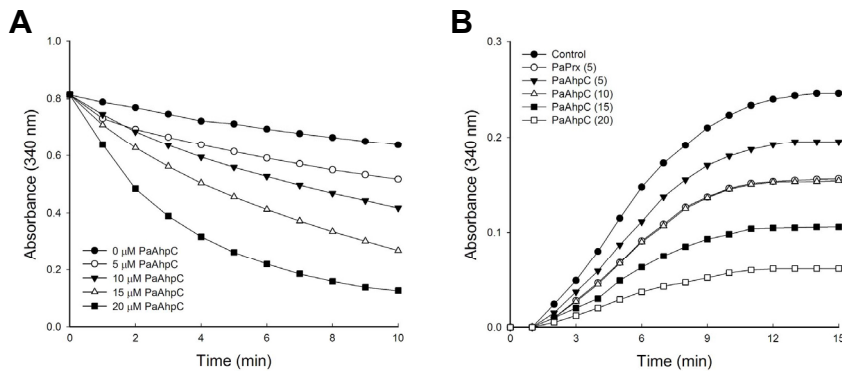 A
Absorbance (340 nm)
1.0
0.8
0.6
0.4
0.2
0.0
0 μM PaAhpC
5 μM PaAhpC
10 μM PaAhpC
15 μM PaAhpC
20 μM PaAhpC
0 2 4 6 8 10
Time (min)
B
Absorbance (340 nm)
0.3
0.2
0.1
0.0
Control
PaPrx (5)
PaAhpC (5)
PaAhpC (10)
PaAhpC (15)
PaAhpC (20)
0 3 6 9 12 15
Time (min)